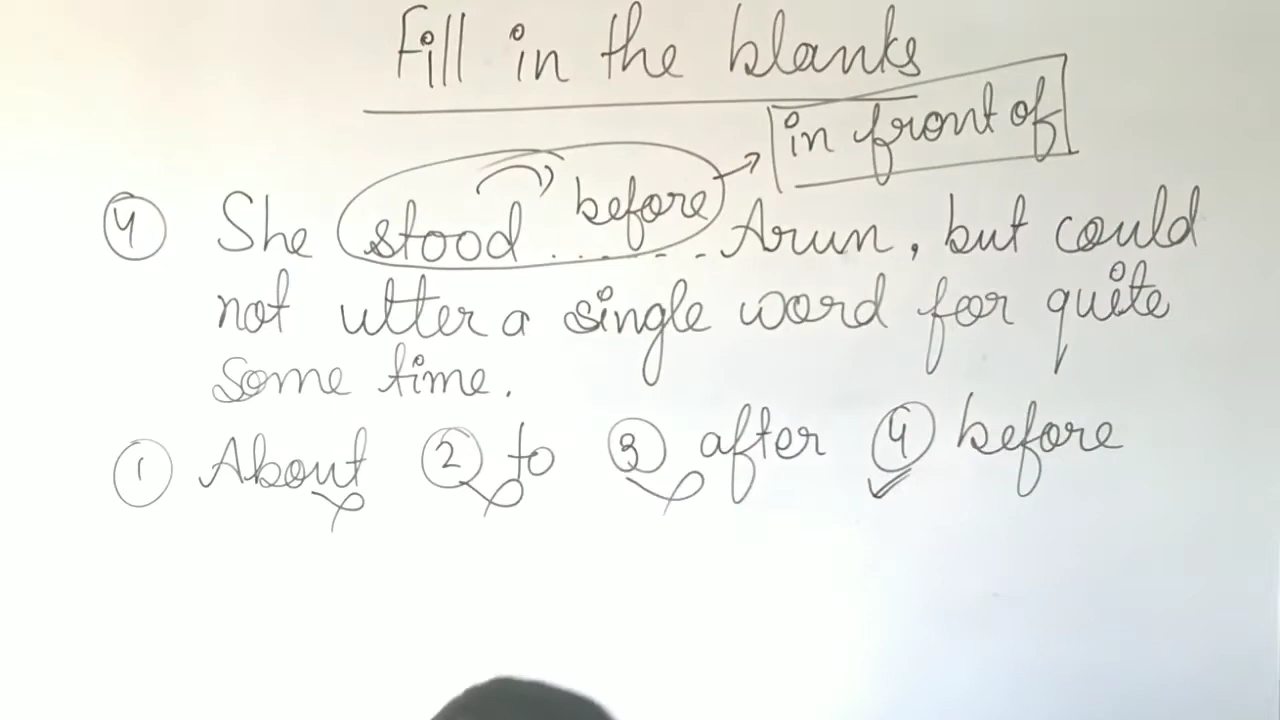 Fill in the blanks
in front of
④ She stood before ....... Arun, but could
not utter a single word for quite
some time.
① About ② to ③ after ④ before